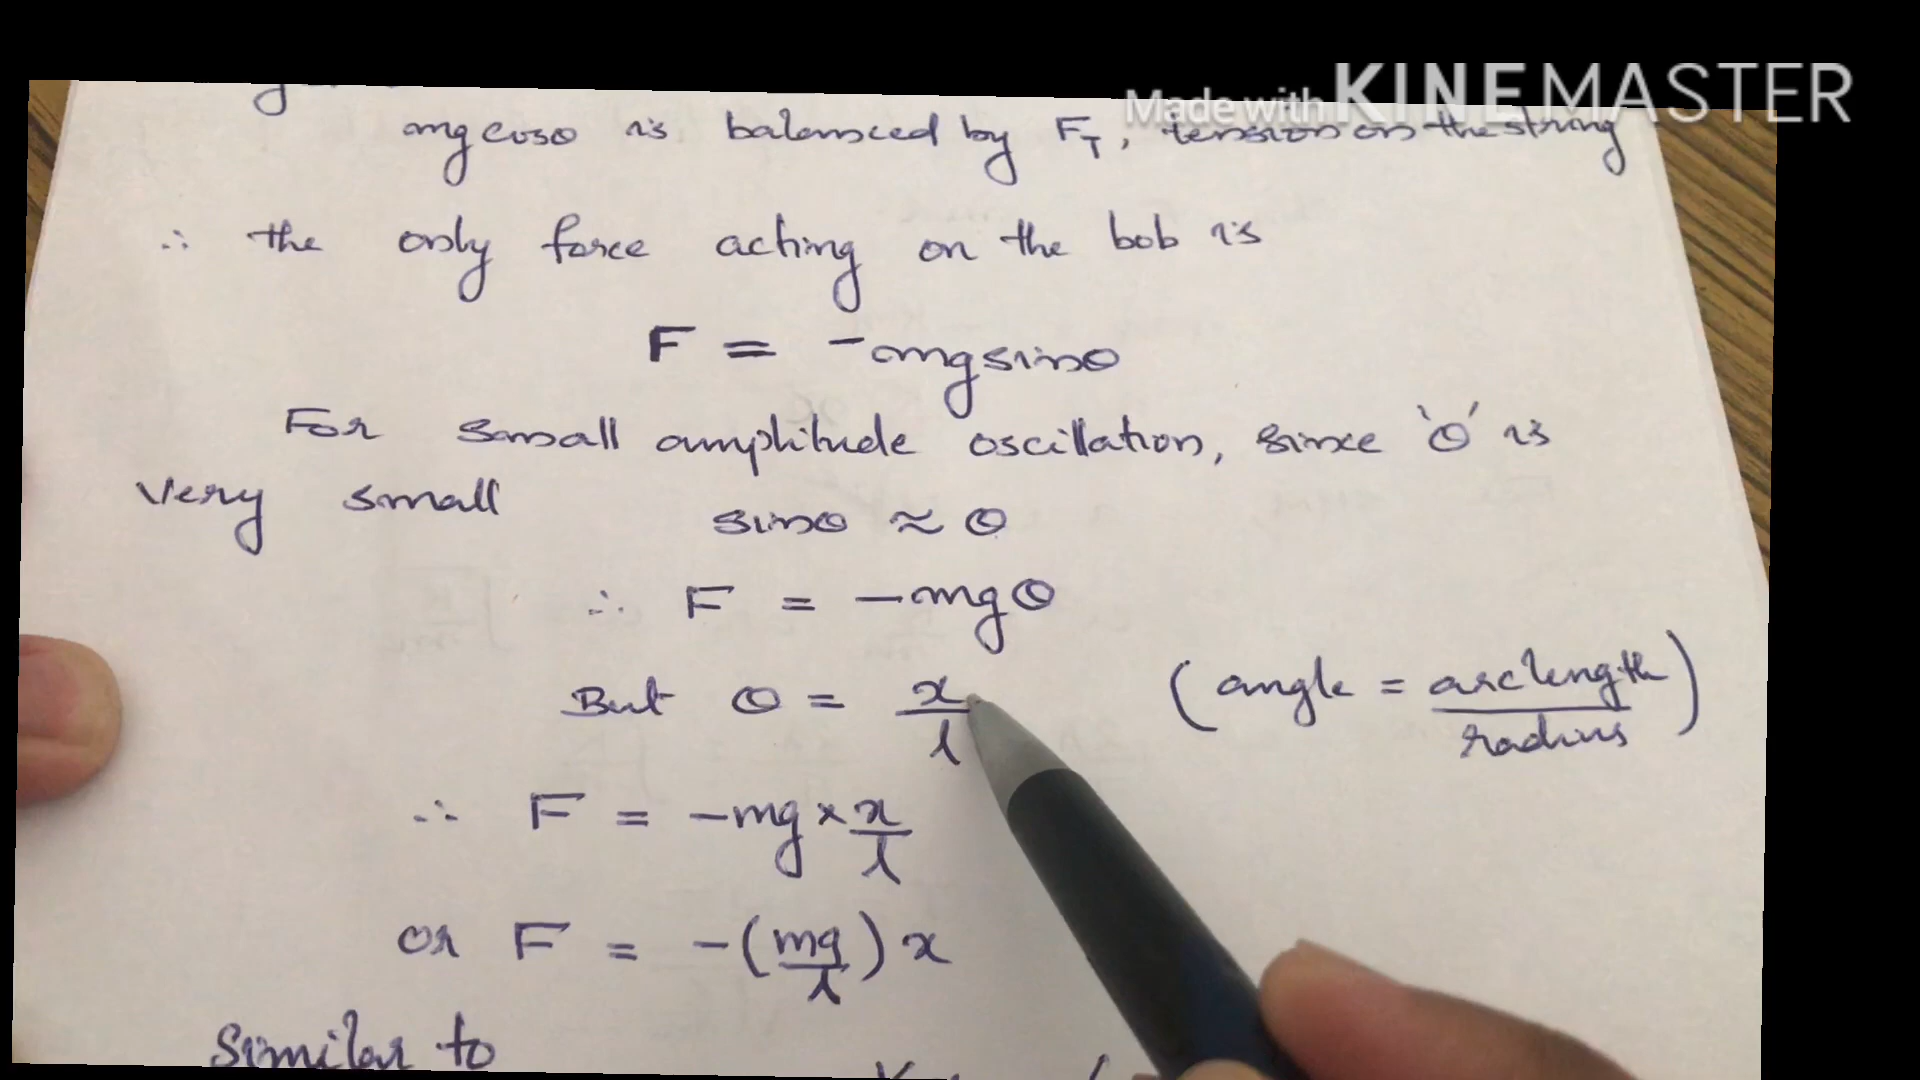 Made with KINEMASTER
mg cosθ is balanced by F_T, tension on the string
∴ the only force acting on the bob is
F = -mg sinθ
For small amplitude oscillation, since 'θ' is
very small sinθ ≈ θ
∴ F = -mgθ
But θ = x/l (angle = arc length/radius)
∴ F = -mg × x/l
or F = -(mg/l) x
Similar to